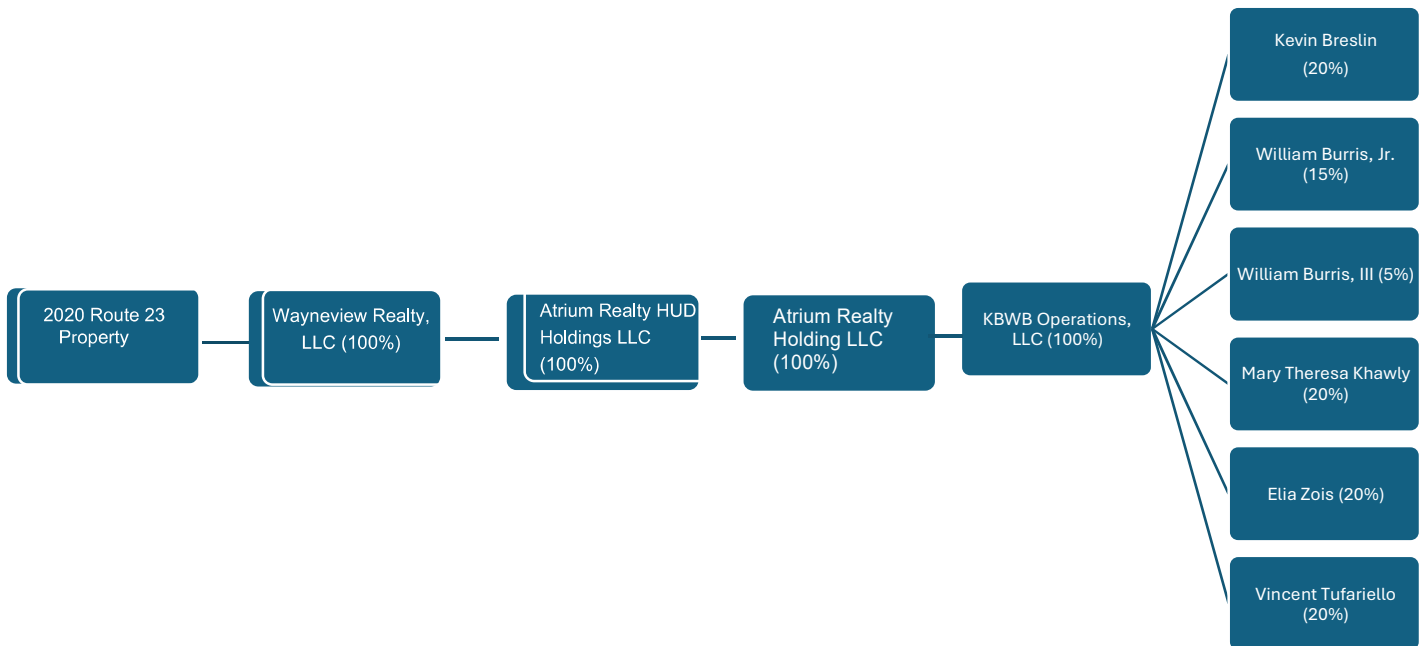 2020 Route 23
Property
Wayneview Realty,
LLC (100%)
Atrium Realty HUD
Holdings LLC
(100%)
Atrium Realty
Holding LLC
(100%)
KBWB Operations,
LLC (100%)
Kevin Breslin
(20%)
William Burris, Jr.
(15%)
William Burris, III (5%)
Mary Theresa Khawly
(20%)
Elia Zois (20%)
Vincent Tufariello
(20%)